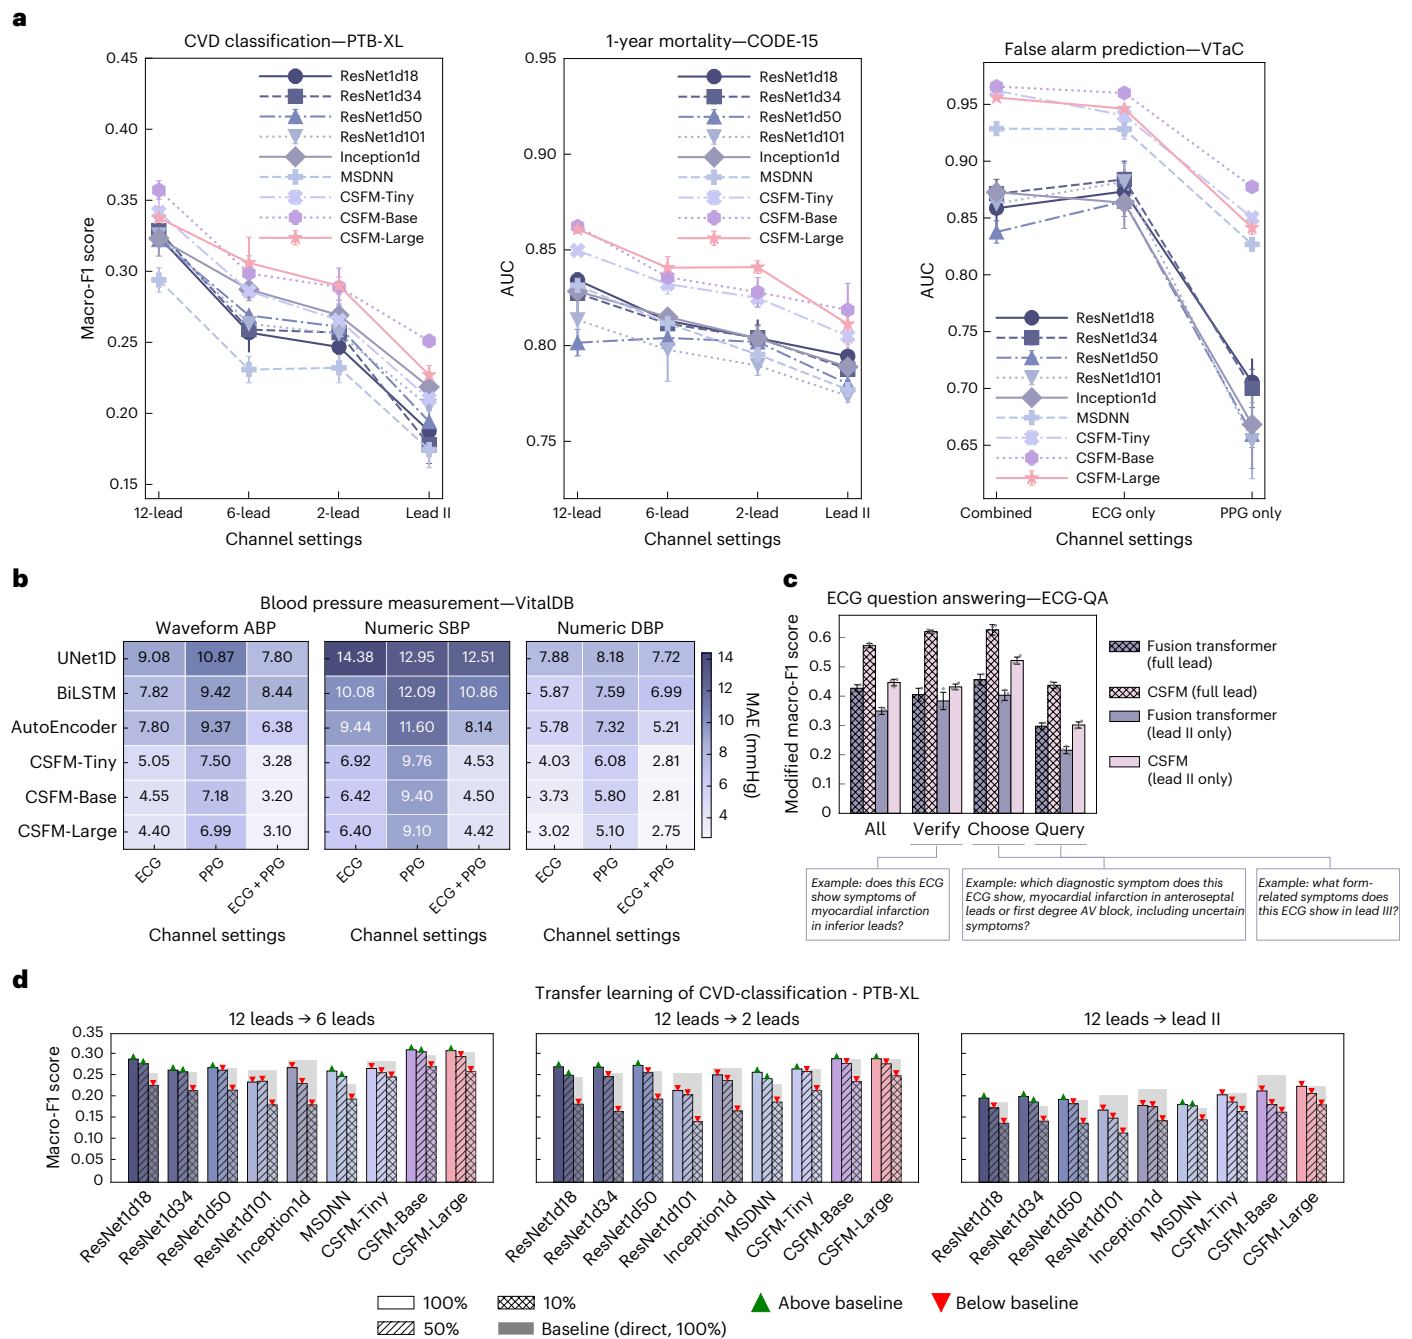 a
CVD classification—PTB-XL
0.45
0.40
0.35
0.30
0.25
0.20
0.15
Macro-F1 score
ResNet1d18
ResNet1d34
ResNet1d50
ResNet1d101
Inception1d
MSDNN
CSFM-Tiny
CSFM-Base
CSFM-Large
12-lead 6-lead 2-lead Lead II
Channel settings
1-year mortality—CODE-15
0.95
0.90
0.85
0.80
0.75
AUC
ResNet1d18
ResNet1d34
ResNet1d50
ResNet1d101
Inception1d
MSDNN
CSFM-Tiny
CSFM-Base
CSFM-Large
12-lead 6-lead 2-lead Lead II
Channel settings
False alarm prediction—VTaC
0.95
0.90
0.85
0.80
0.75
0.70
0.65
AUC
ResNet1d18
ResNet1d34
ResNet1d50
ResNet1d101
Inception1d
MSDNN
CSFM-Tiny
CSFM-Base
CSFM-Large
Combined ECG only PPG only
Channel settings
b
Blood pressure measurement—VitalDB
Waveform ABP Numeric SBP Numeric DBP
UNet1D 9.08 10.87 7.80 14.38 12.95 12.51 7.88 8.18 7.72
BiLSTM 7.82 9.42 8.44 10.08 12.09 10.86 5.87 7.59 6.99
AutoEncoder 7.80 9.37 6.38 9.44 11.60 8.14 5.78 7.32 5.21
CSFM-Tiny 5.05 7.50 3.28 6.92 9.76 4.53 4.03 6.08 2.81
CSFM-Base 4.55 7.18 3.20 6.42 9.40 4.50 3.73 5.80 2.81
CSFM-Large 4.40 6.99 3.10 6.40 9.10 4.42 3.02 5.10 2.75
ECG PPG ECG + PPG ECG PPG ECG + PPG ECG PPG ECG + PPG
Channel settings Channel settings Channel settings
14
12
10
8
6
4
MAE (mmHg)
c
ECG question answering—ECG-QA
Modified macro-F1 score
0.6
0.5
0.4
0.3
0.2
0.1
0
All Verify Choose Query
Fusion transformer
(full lead)
CSFM (full lead)
Fusion transformer
(lead II only)
CSFM
(lead II only)
Example: does this ECG
show symptoms of
myocardial infarction
in inferior leads?
Example: which diagnostic symptom does this
ECG show, myocardial infarction in anteroseptal
leads or first degree AV block, including uncertain
symptoms?
Example: what form-
related symptoms does
this ECG show in lead III?
d
Transfer learning of CVD-classification - PTB-XL
12 leads → 6 leads 12 leads → 2 leads 12 leads → lead II
Macro-F1 score
0.35
0.30
0.25
0.20
0.15
0.10
0.05
0
ResNet1d18 ResNet1d34 ResNet1d50 ResNet1d101 Inception1d MSDNN CSFM-Tiny CSFM-Base CSFM-Large
ResNet1d18 ResNet1d34 ResNet1d50 ResNet1d101 Inception1d MSDNN CSFM-Tiny CSFM-Base CSFM-Large
ResNet1d18 ResNet1d34 ResNet1d50 ResNet1d101 Inception1d MSDNN CSFM-Tiny CSFM-Base CSFM-Large
100% 10% Above baseline Below baseline
50% Baseline (direct, 100%)